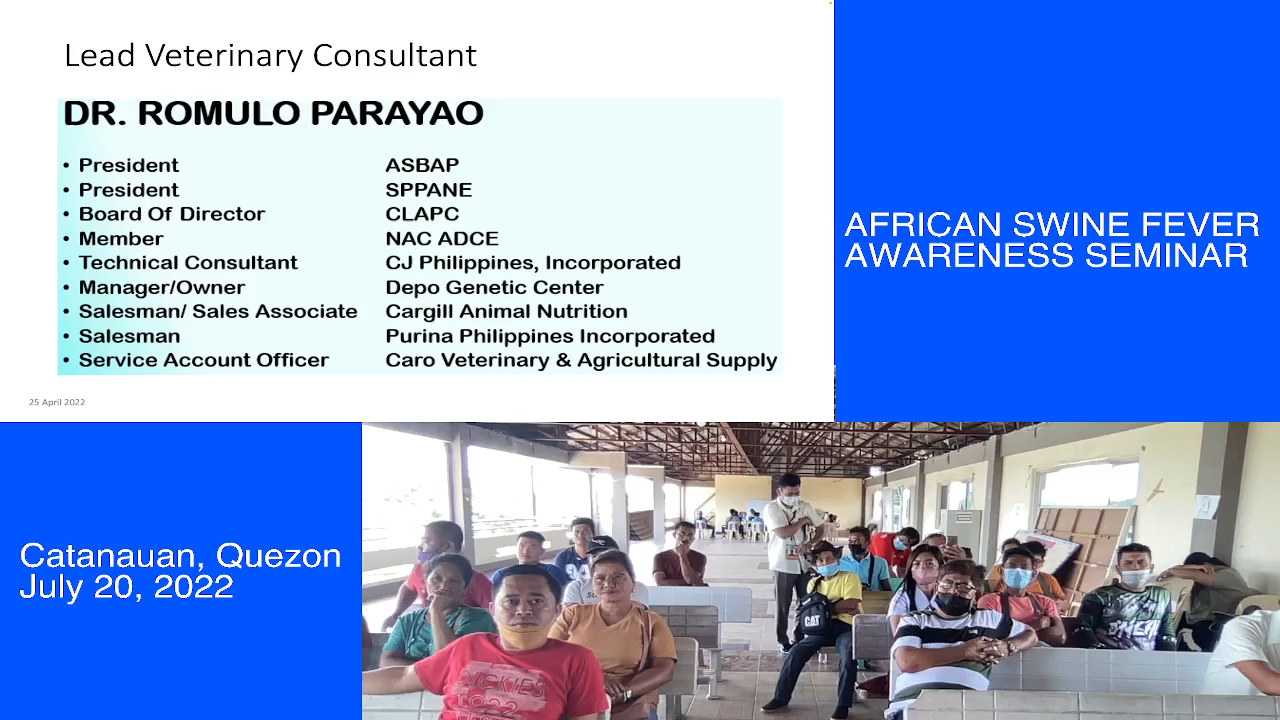 Lead Veterinary Consultant
DR. ROMULO PARAYAO
• President ASBAP
• President SPPANE
• Board Of Director CLAPC
• Member NAC ADCE
• Technical Consultant CJ Philippines, Incorporated
• Manager/Owner Depo Genetic Center
• Salesman/ Sales Associate Cargill Animal Nutrition
• Salesman Purina Philippines Incorporated
• Service Account Officer Caro Veterinary & Agricultural Supply
25 April 2022
AFRICAN SWINE FEVER
AWARENESS SEMINAR
Catanauan, Quezon
July 20, 2022
CAT
DICKIES